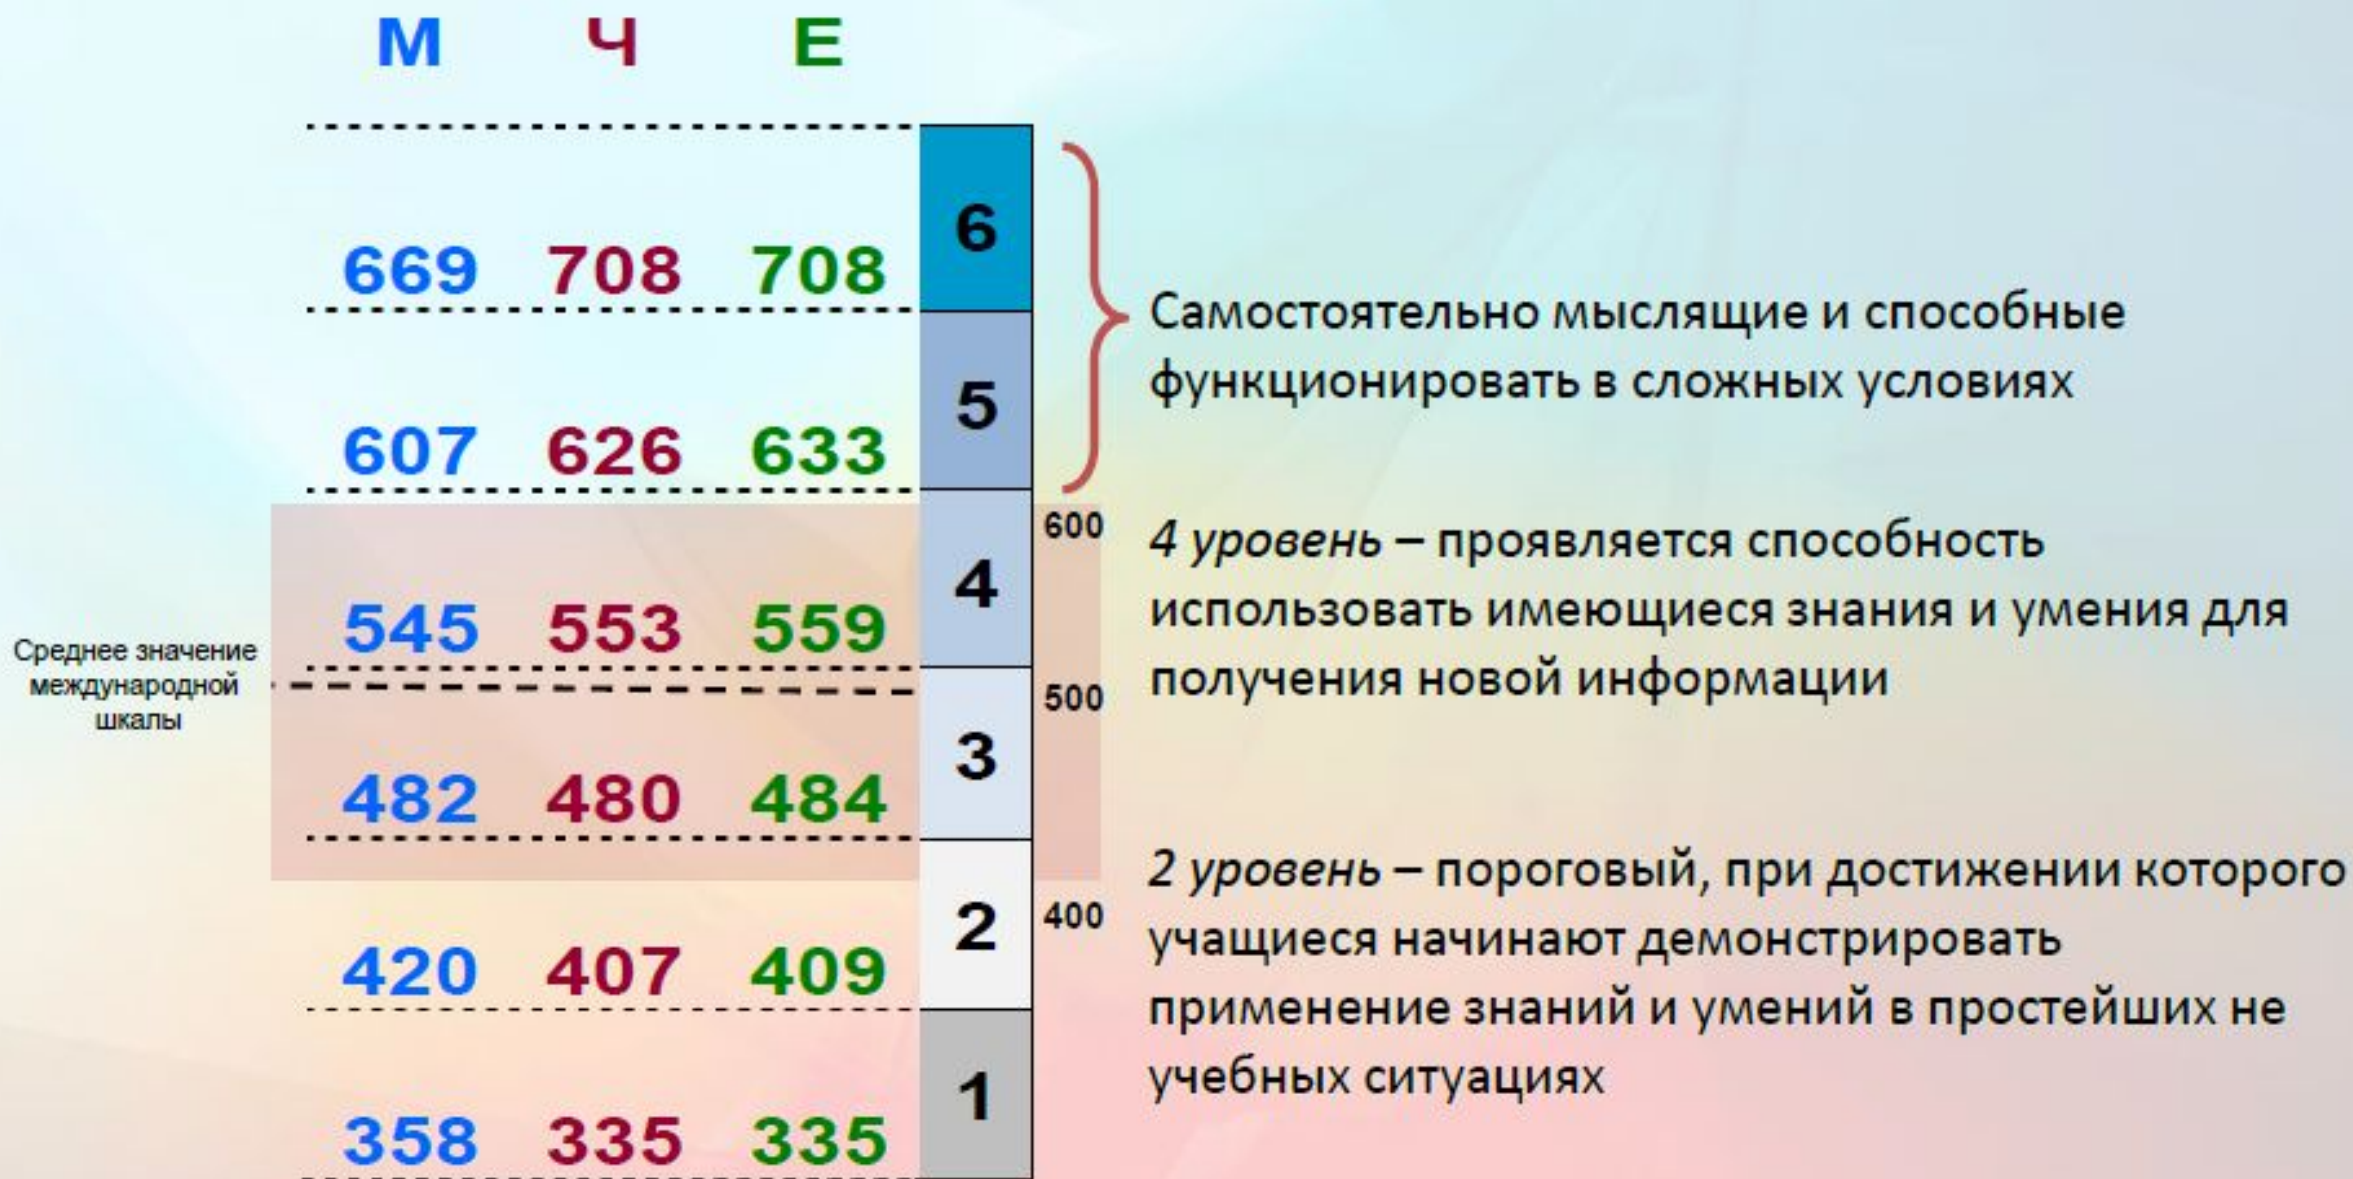 М Ч Е
6
669 708 708
Самостоятельно мыслящие и способные
функционировать в сложных условиях
5
607 626 633
600
4 уровень – проявляется способность
использовать имеющиеся знания и умения для
получения новой информации
4
545 553 559
Среднее значение
международной
шкалы
500
3
482 480 484
2 уровень – пороговый, при достижении которого
учащиеся начинают демонстрировать
применение знаний и умений в простейших не
учебных ситуациях
2
400
420 407 409
1
358 335 335